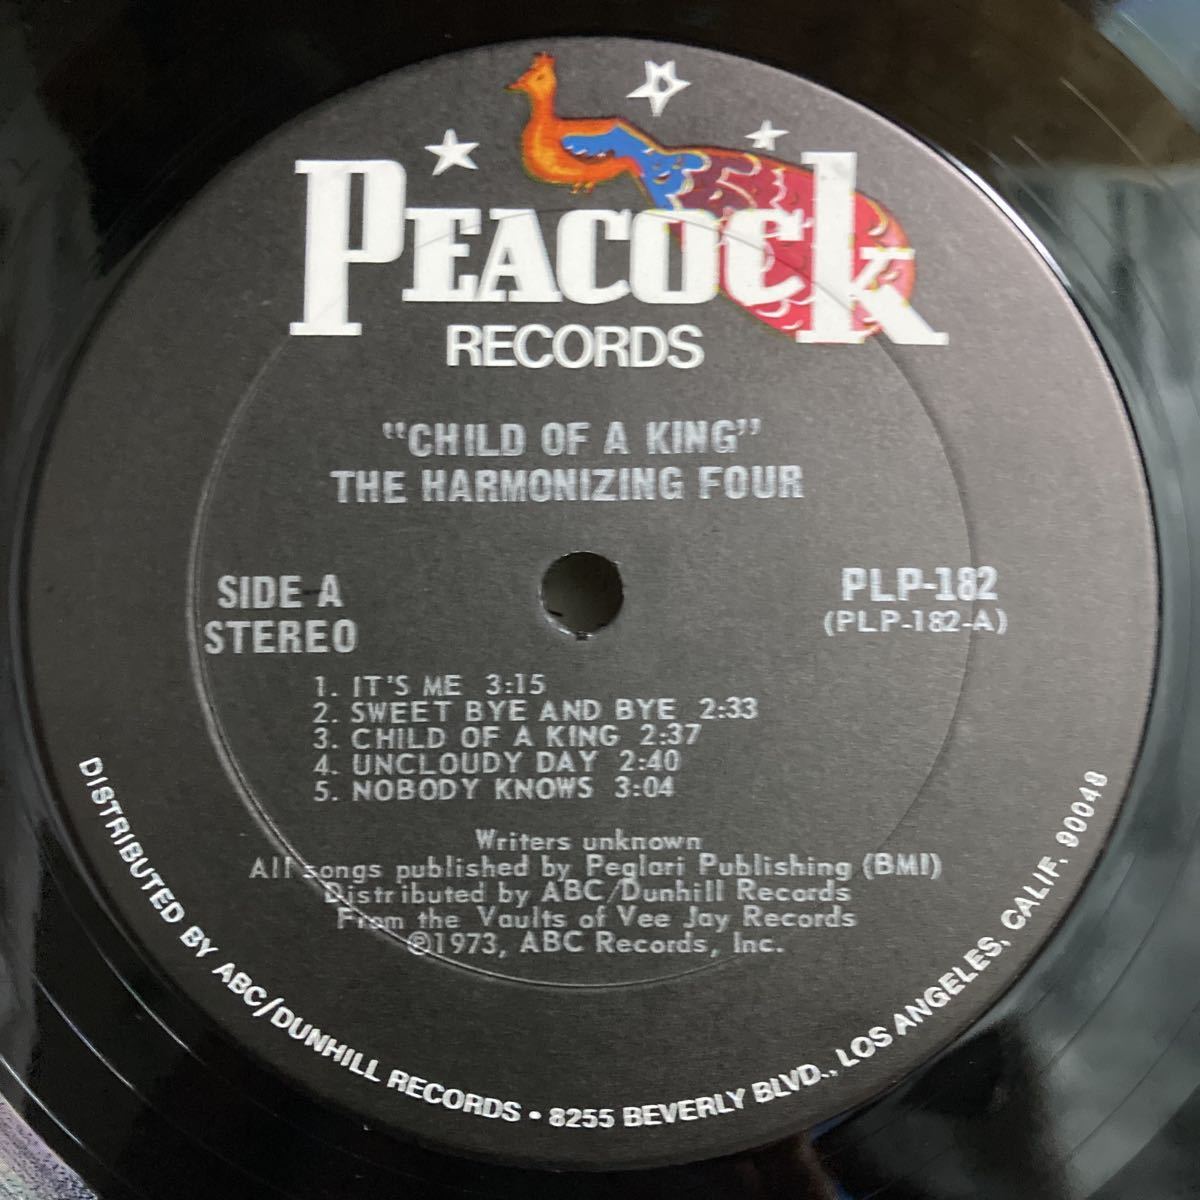 PEACOCK
RECORDS
"CHILD OF A KING"
THE HARMONIZING FOUR
SIDE A
STEREO
PLP-182
(PLP-182-A)
1. IT'S ME 3:15
2. SWEET BYE AND BYE 2:33
3. CHILD OF A KING 2:37
4. UNCLOUDY DAY 2:40
5. NOBODY KNOWS 3:04
Writers unknown
All songs published by Peglari Publishing (BMI)
Distributed by ABC/Dunhill Records
From the Vaults of Vee Jay Records
©1973, ABC Records, Inc.
DISTRIBUTED BY ABC/DUNHILL RECORDS • 8255 BEVERLY BLVD., LOS ANGELES, CALIF. 90048